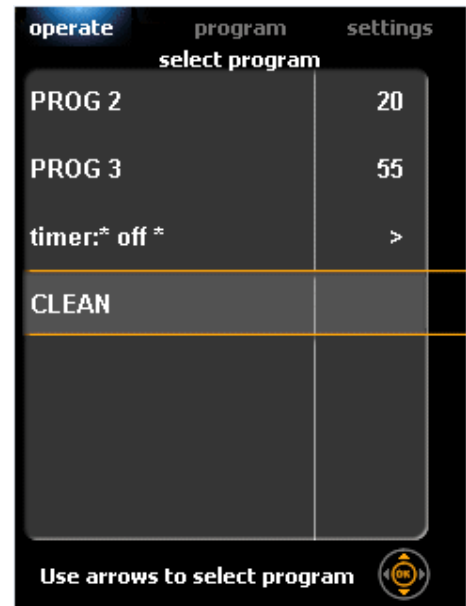 operate program settings
select program
PROG 2 20
PROG 3 55
timer:* off * >
CLEAN
Use arrows to select program OK